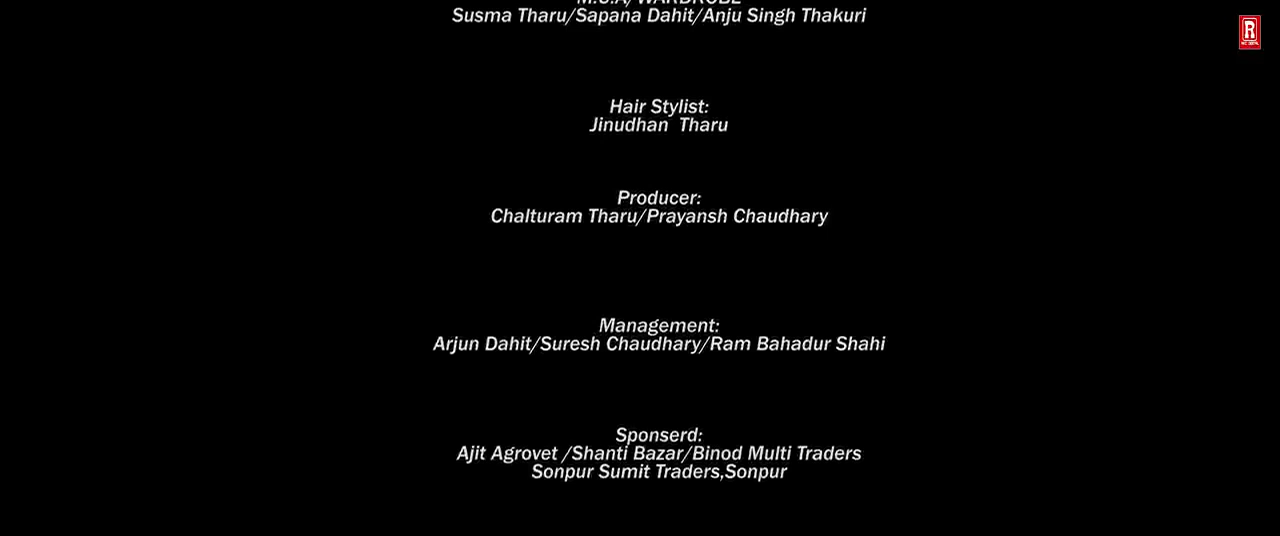 M.U.A/WARDROBE
Susma Tharu/Sapana Dahit/Anju Singh Thakuri
Hair Stylist:
Jinudhan Tharu
Producer:
Chalturam Tharu/Prayansh Chaudhary
Management:
Arjun Dahit/Suresh Chaudhary/Ram Bahadur Shahi
Sponserd:
Ajit Agrovet /Shanti Bazar/Binod Multi Traders
Sonpur Sumit Traders,Sonpur
R